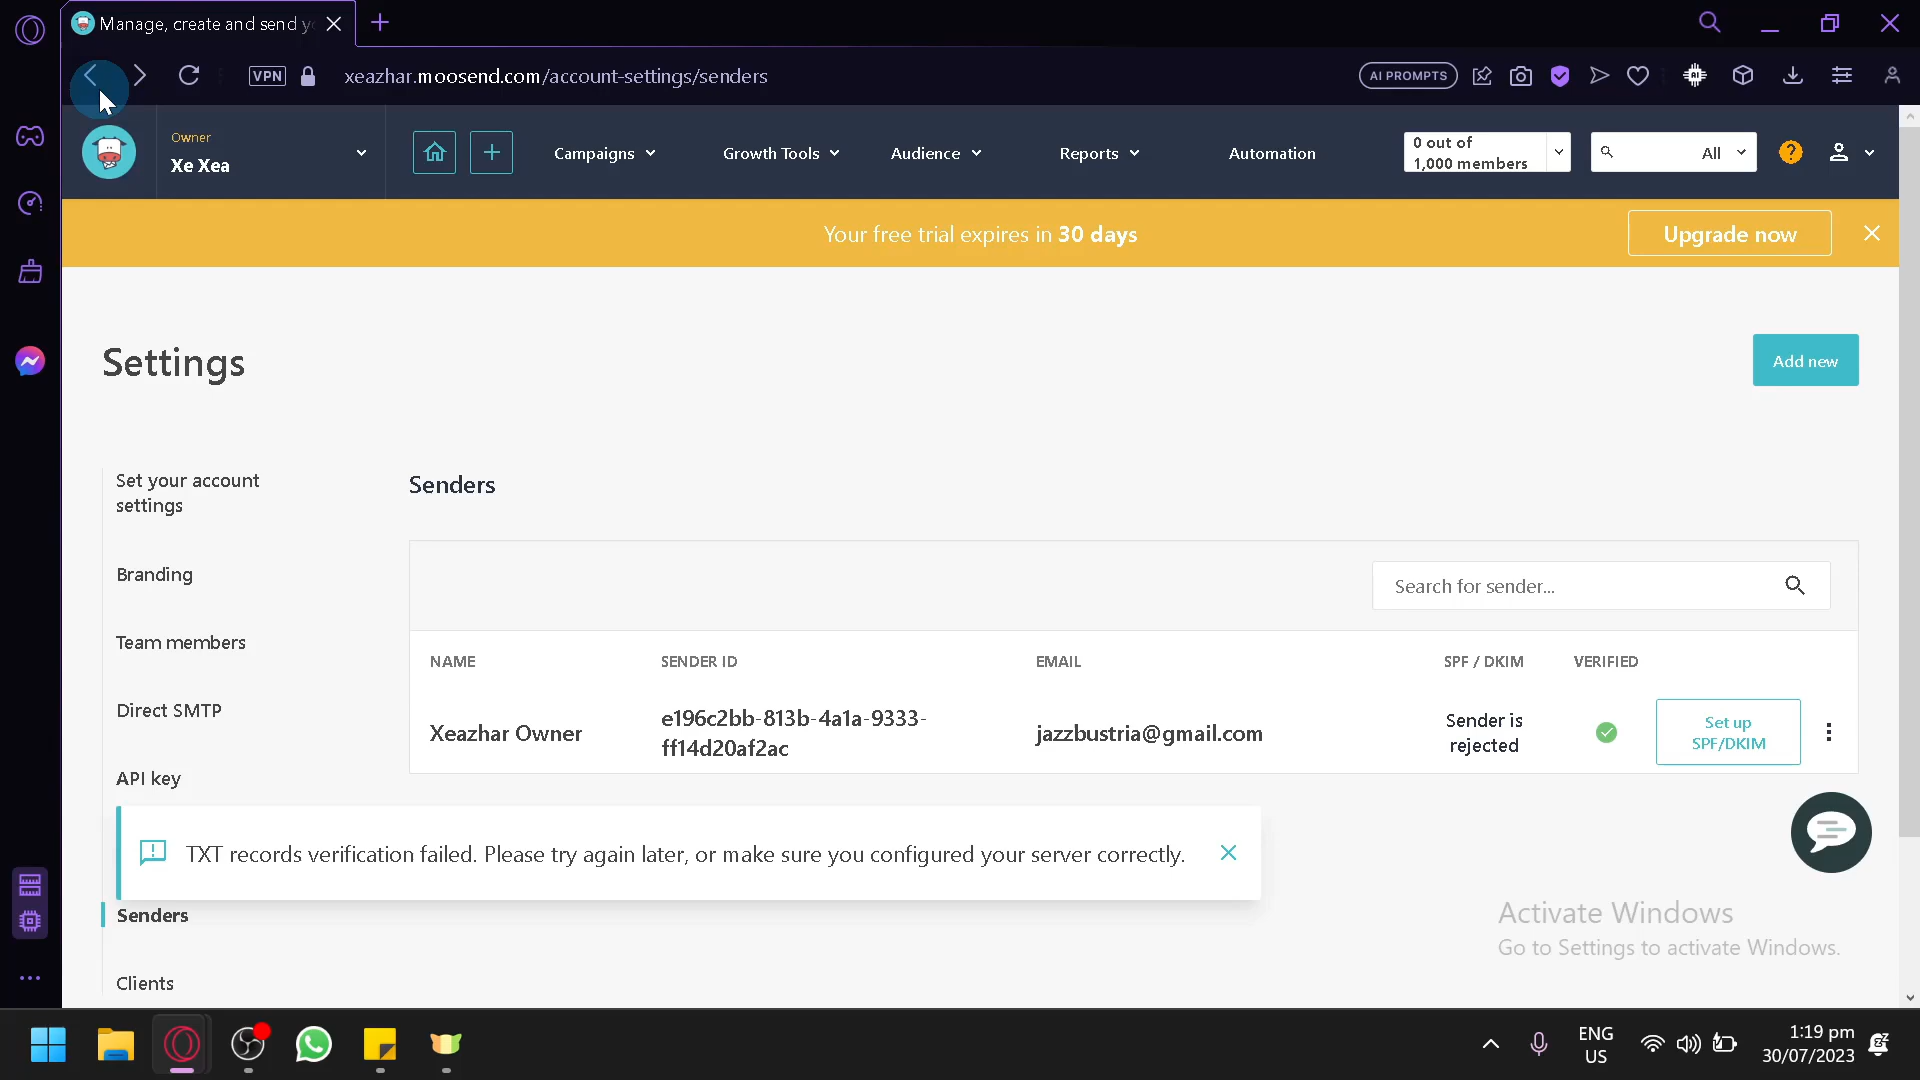 Manage, create and send y
VPN
xeazhar.moosend.com/account-settings/senders
AI PROMPTS
Owner
Xe Xea
Campaigns
Growth Tools
Audience
Reports
Automation
0 out of
1,000 members
All
?
Your free trial expires in 30 days
Upgrade now
Settings
Add new
Set your account
settings
Branding
Team members
Direct SMTP
API key
Senders
Clients
Senders
Search for sender...
NAME
SENDER ID
EMAIL
SPF / DKIM
VERIFIED
Xeazhar Owner
e196c2bb-813b-4a1a-9333-
ff14d20af2ac
jazzbustria@gmail.com
Sender is
rejected
Set up
SPF/DKIM
TXT records verification failed. Please try again later, or make sure you configured your server correctly.
Activate Windows
Go to Settings to activate Windows.
ENG
US
1:19 pm
30/07/2023